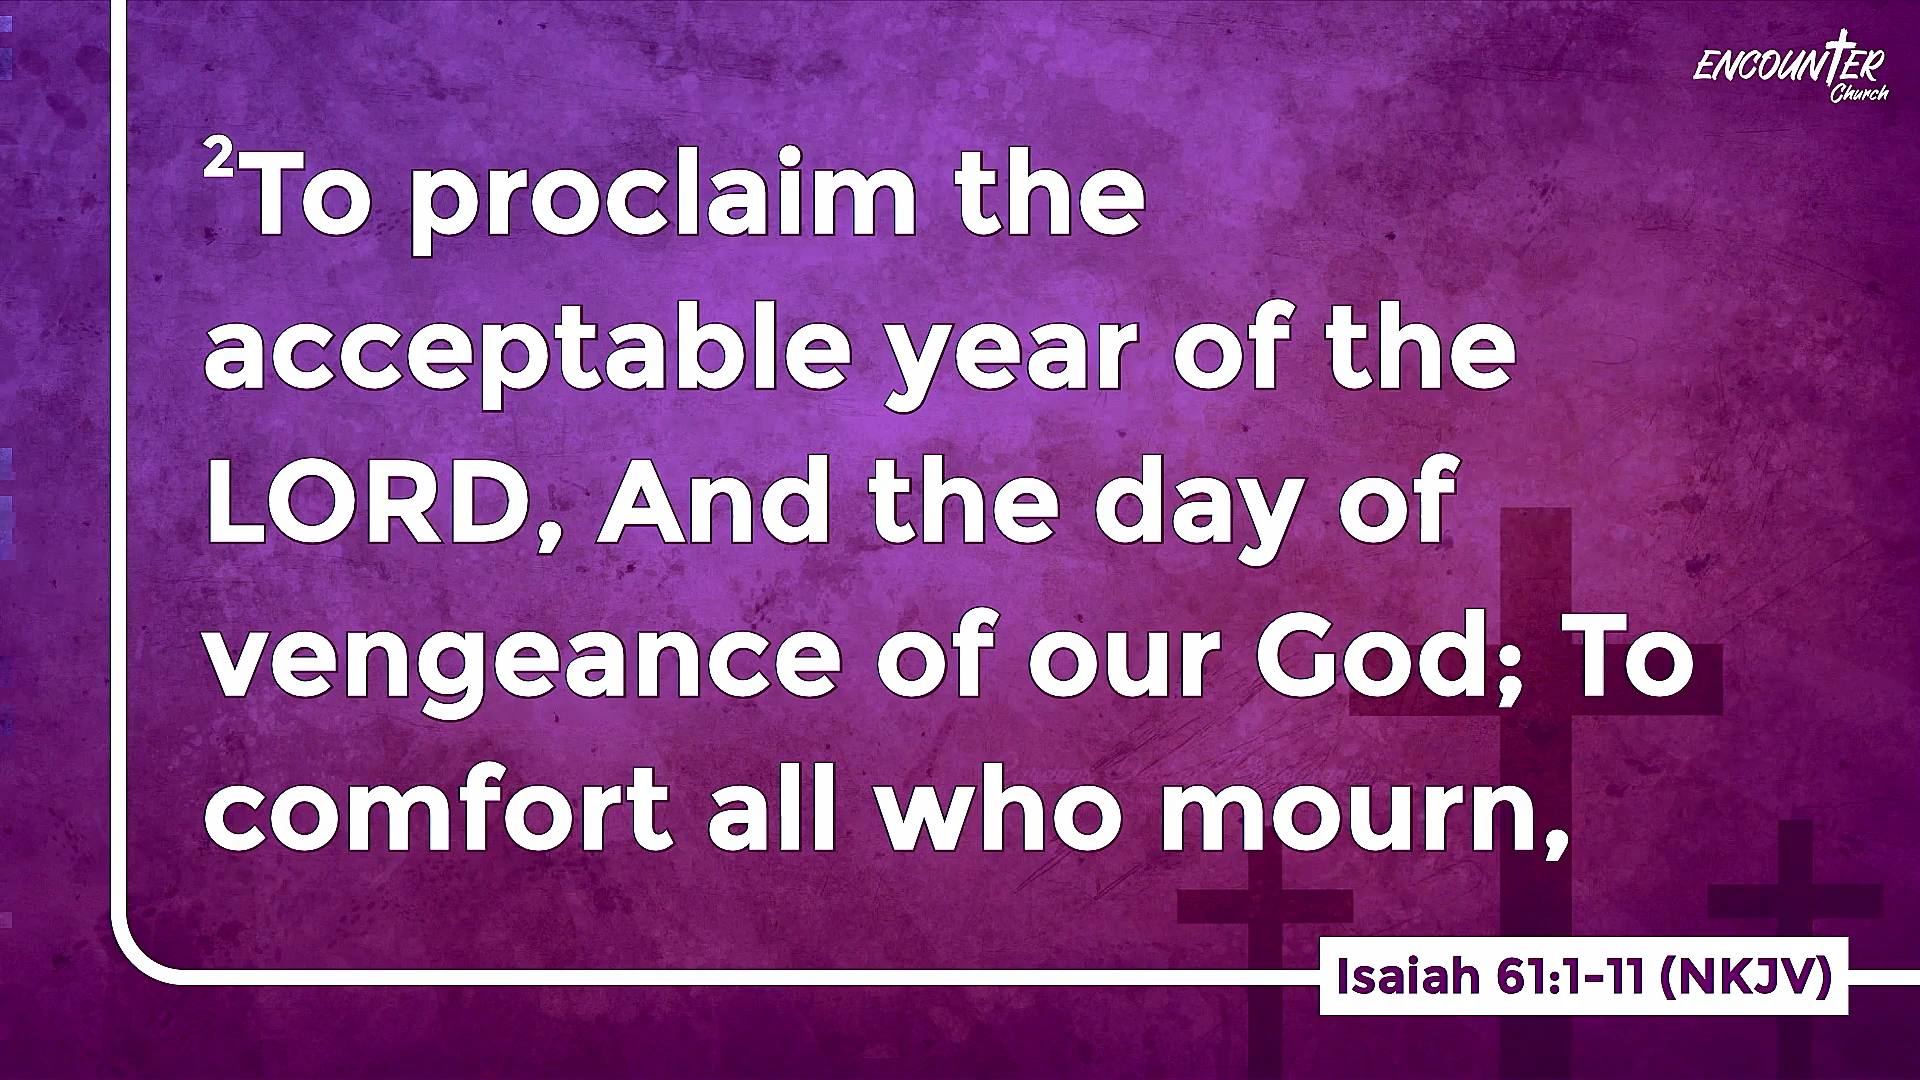 ENCOUNTER
Church
²To proclaim the
acceptable year of the
LORD, And the day of
vengeance of our God; To
comfort all who mourn,
Isaiah 61:1-11 (NKJV)